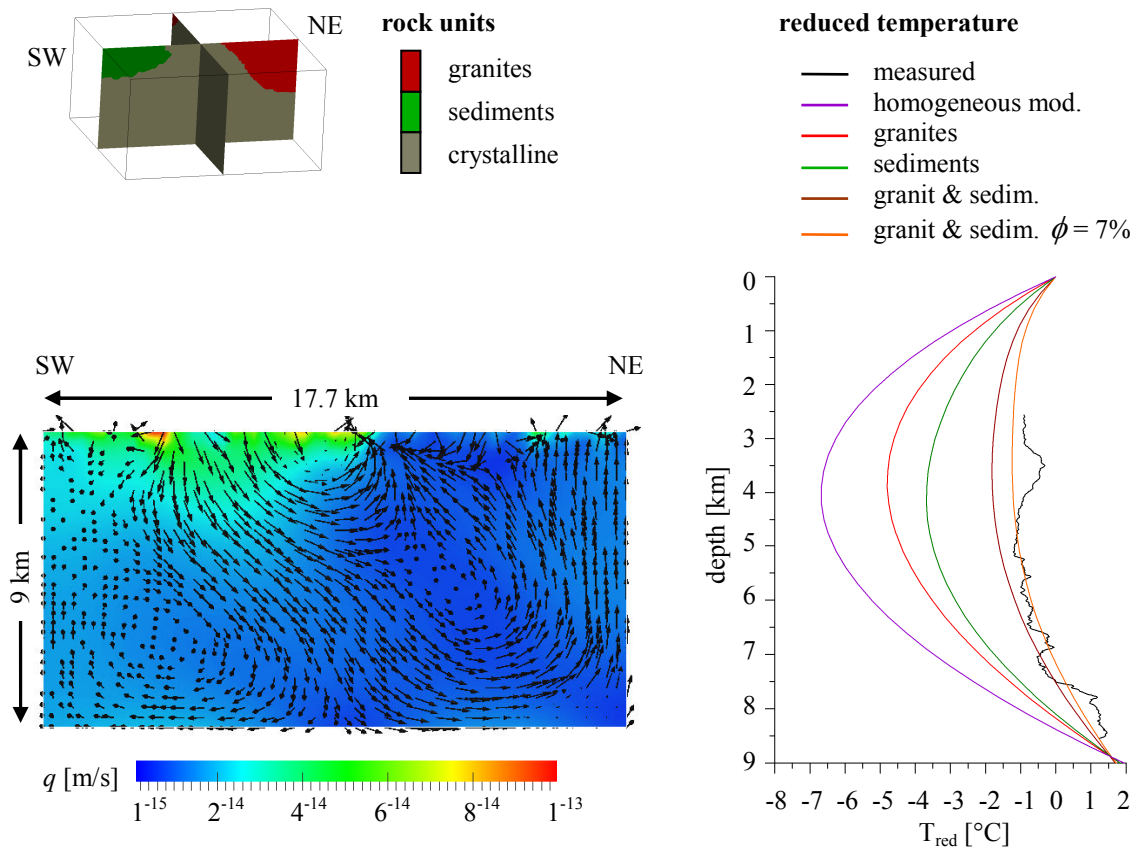 SW
NE
rock units
granites
sediments
crystalline
reduced temperature
measured
homogeneous mod.
granites
sediments
granit & sedim.
granit & sedim. ϕ = 7%
SW
NE
17.7 km
9 km
q [m/s]
1⁻¹⁵ 2⁻¹⁴ 4⁻¹⁴ 6⁻¹⁴ 8⁻¹⁴ 1⁻¹³
depth [km]
0
1
2
3
4
5
6
7
8
9
-8 -7 -6 -5 -4 -3 -2 -1 0 1 2
T_red [°C]